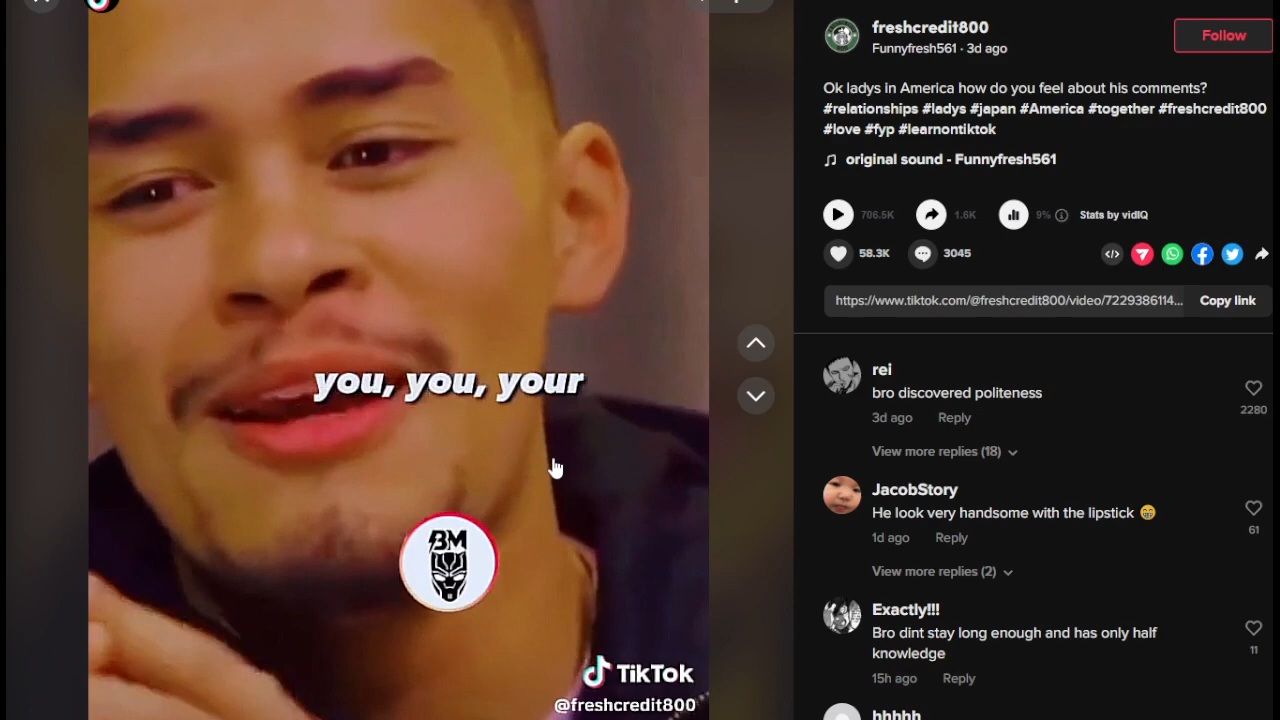 you, you, your
BM
TikTok
@freshcredit800
freshcredit800
Funnyfresh561 · 3d ago
Follow
Ok ladys in America how do you feel about his comments?
#relationships #ladys #japan #America #together #freshcredit800
#love #fyp #learnontiktok
original sound - Funnyfresh561
706.5K
1.6K
9%
Stats by vidIQ
58.3K
3045
https://www.tiktok.com/@freshcredit800/video/7229386114...
Copy link
rei
bro discovered politeness
3d ago Reply
2280
View more replies (18)
JacobStory
He look very handsome with the lipstick 😁
61
1d ago Reply
View more replies (2)
Exactly!!!
Bro dint stay long enough and has only half
knowledge
11
15h ago Reply
hhhhh